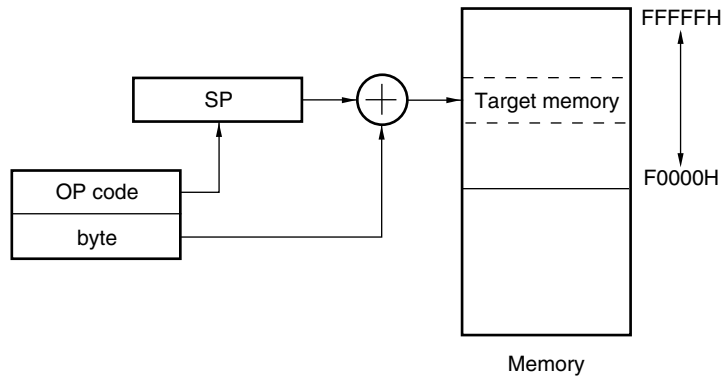 FFFFFH
SP
Target memory
F0000H
OP code
byte
Memory